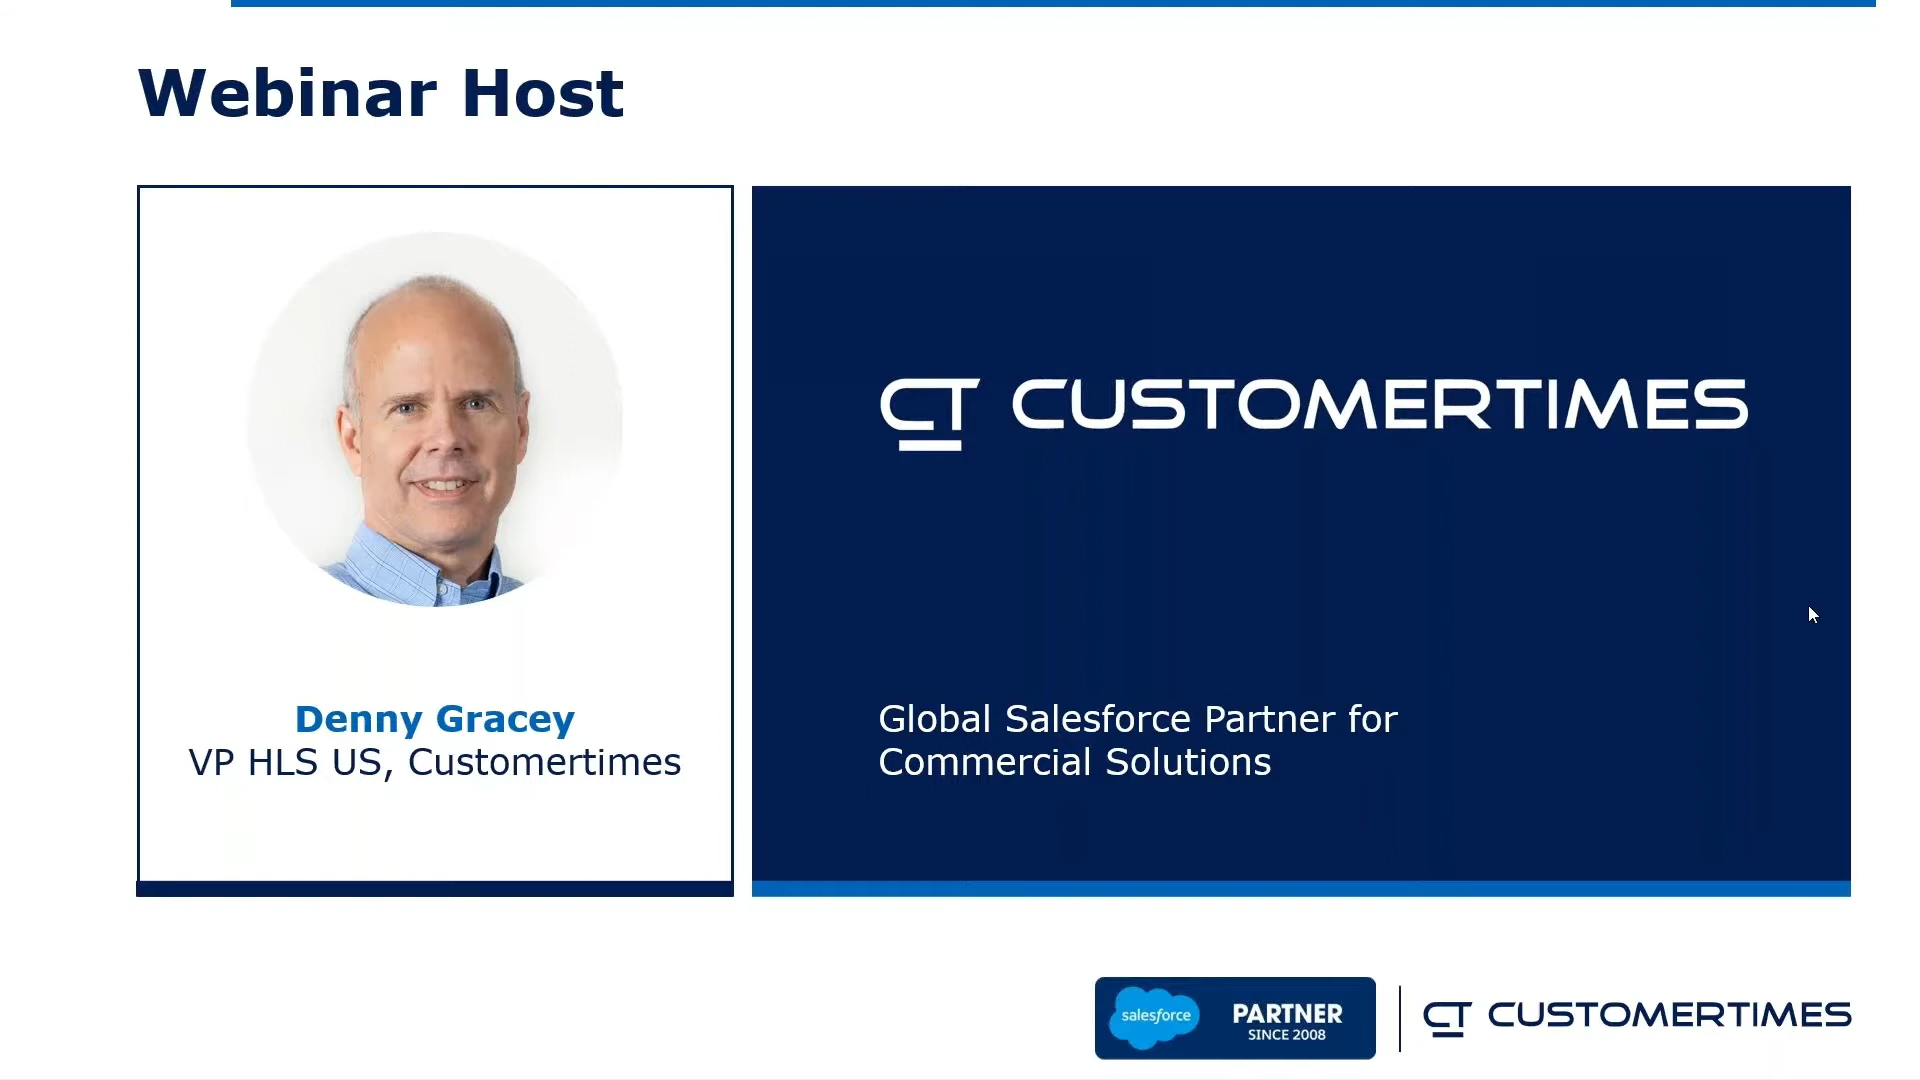 Webinar Host
CT CUSTOMERTIMES
Denny Gracey
VP HLS US, Customertimes
Global Salesforce Partner for
Commercial Solutions
salesforce
PARTNER
SINCE 2008
CT CUSTOMERTIMES